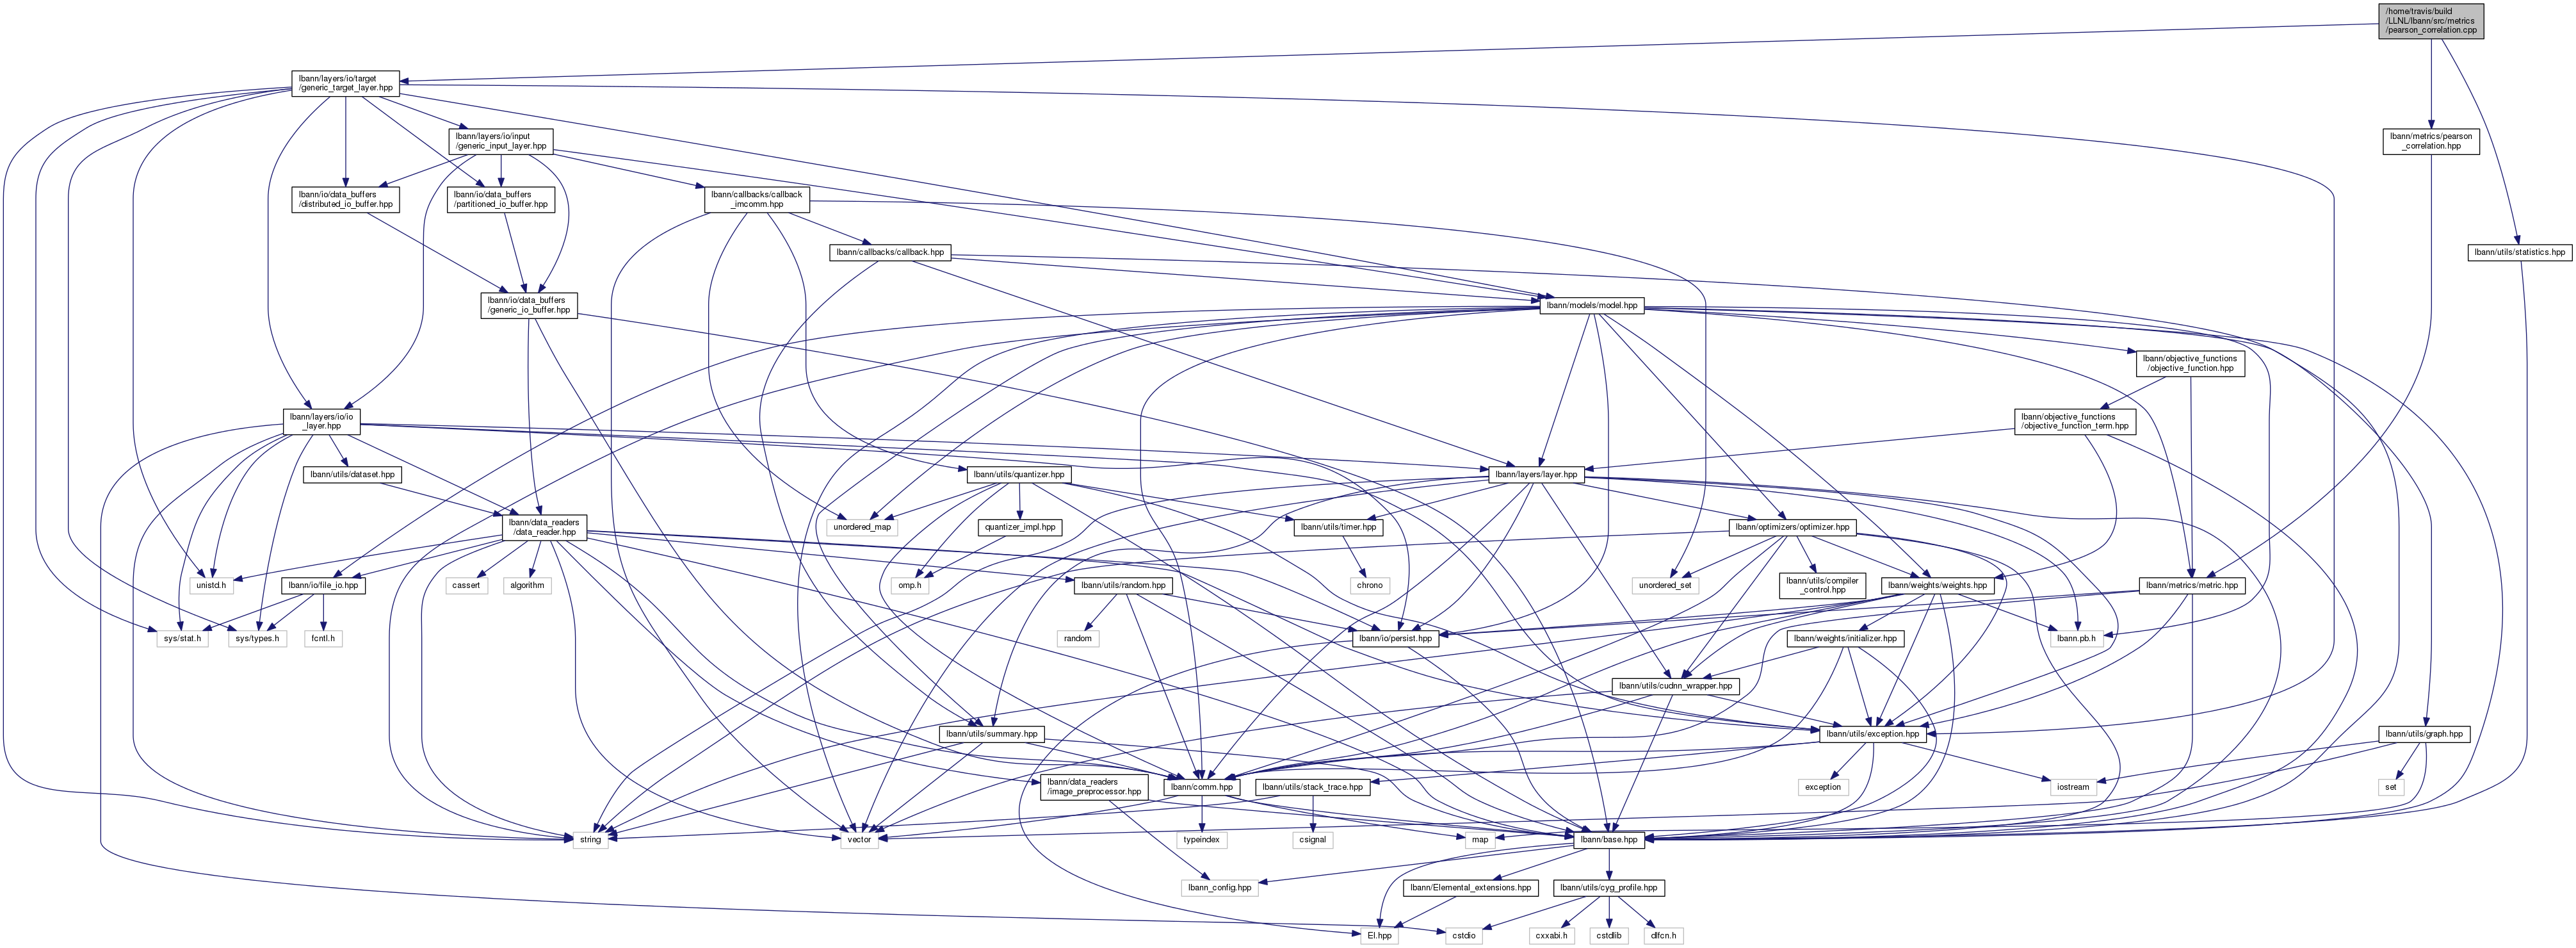 /home/travis/build
/LLNL/lbann/src/metrics
/pearson_correlation.cpp
lbann/layers/io/target
/generic_target_layer.hpp
lbann/layers/io/input
/generic_input_layer.hpp
lbann/metrics/pearson
_correlation.hpp
lbann/io/data_buffers
/distributed_io_buffer.hpp
lbann/io/data_buffers
/partitioned_io_buffer.hpp
lbann/callbacks/callback
_imcomm.hpp
lbann/callbacks/callback.hpp
lbann/utils/statistics.hpp
lbann/io/data_buffers
/generic_io_buffer.hpp
lbann/models/model.hpp
lbann/objective_functions
/objective_function.hpp
lbann/layers/io/io
_layer.hpp
lbann/objective_functions
/objective_function_term.hpp
lbann/utils/dataset.hpp
lbann/utils/quantizer.hpp
lbann/layers/layer.hpp
lbann/data_readers
/data_reader.hpp
unordered_map
quantizer_impl.hpp
lbann/utils/timer.hpp
lbann/optimizers/optimizer.hpp
unistd.h
lbann/io/file_io.hpp
cassert
algorithm
omp.h
lbann/utils/random.hpp
chrono
unordered_set
lbann/utils/compiler
_control.hpp
lbann/weights/weights.hpp
lbann/metrics/metric.hpp
sys/stat.h
sys/types.h
fcntl.h
random
lbann/io/persist.hpp
lbann/weights/initializer.hpp
lbann.pb.h
lbann/utils/cudnn_wrapper.hpp
lbann/utils/summary.hpp
lbann/utils/exception.hpp
lbann/utils/graph.hpp
lbann/data_readers
/image_preprocessor.hpp
lbann/comm.hpp
lbann/utils/stack_trace.hpp
exception
iostream
set
string
vector
typeindex
csignal
map
lbann/base.hpp
lbann_config.hpp
lbann/Elemental_extensions.hpp
lbann/utils/cyg_profile.hpp
El.hpp
cstdio
cxxabi.h
cstdlib
dlfcn.h